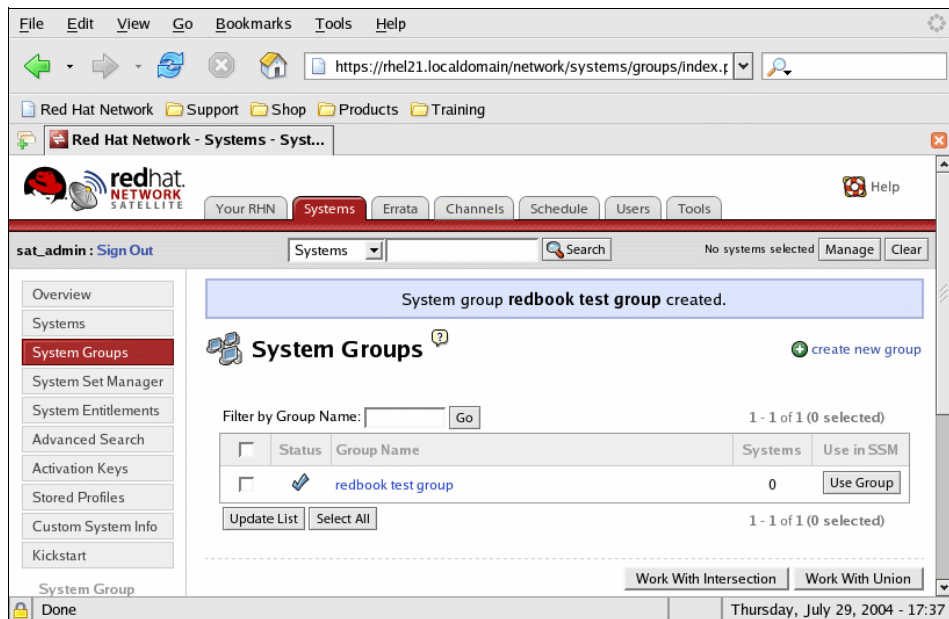 File Edit View Go Bookmarks Tools Help
https://rhel21.localdomain/network/systems/groups/index.p
Red Hat Network Support Shop Products Training
Red Hat Network - Systems - Syst...
redhat.
NETWORK
SATELLITE
Your RHN Systems Errata Channels Schedule Users Tools
Help
sat_admin : Sign Out Systems Search No systems selected Manage Clear
Overview
Systems
System Groups
System Set Manager
System Entitlements
Advanced Search
Activation Keys
Stored Profiles
Custom System Info
Kickstart
System Group
System group redbook test group created.
System Groups ?
create new group
Filter by Group Name: Go 1 - 1 of 1 (0 selected)
Status Group Name Systems Use in SSM
redbook test group 0 Use Group
Update List Select All 1 - 1 of 1 (0 selected)
Work With Intersection Work With Union
Done Thursday, July 29, 2004 - 17:37